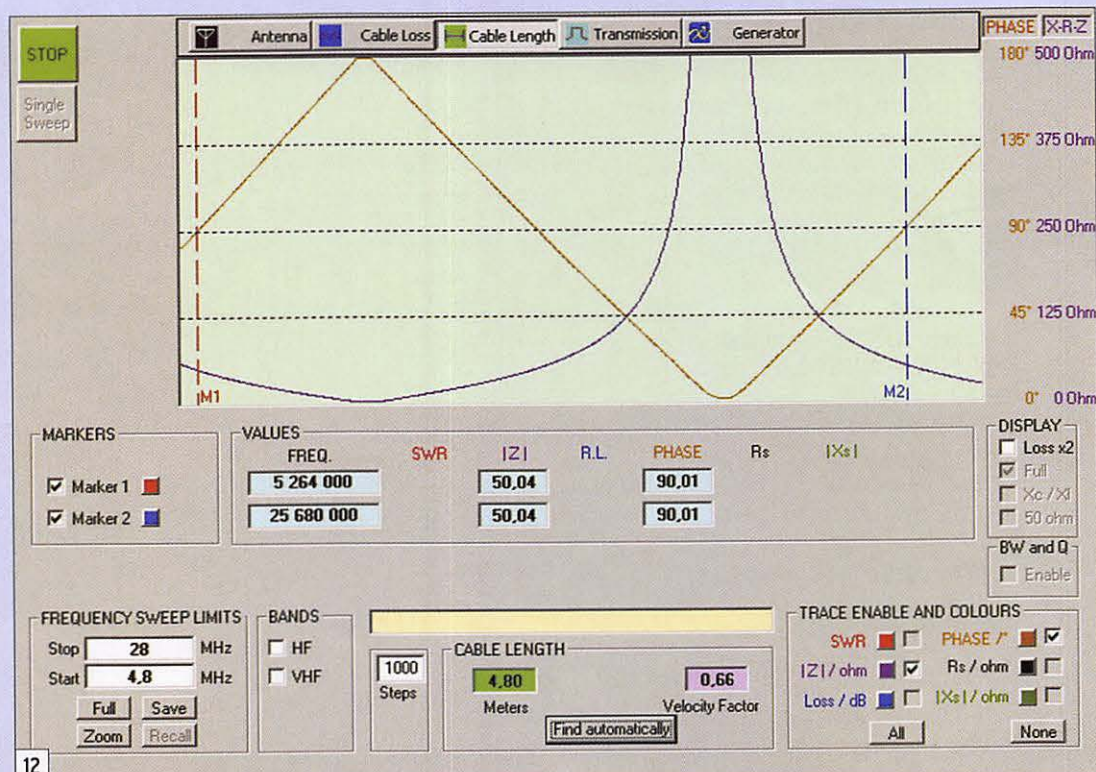 STOP
Single
Sweep
Antenna Cable Loss Cable Length Transmission Generator
PHASE X-R-Z
180° 500 Ohm
135° 375 Ohm
90° 250 Ohm
45° 125 Ohm
0° 0 Ohm
M1
M2
MARKERS
Marker 1
Marker 2
VALUES
FREQ. SWR |Z| R.L. PHASE Rs |Xs|
5 264 000 50,04 90,01
25 680 000 50,04 90,01
DISPLAY
Loss x2
Full
Xc / Xl
50 ohm
BW and Q
Enable
FREQUENCY SWEEP LIMITS
Stop 28 MHz
Start 4,8 MHz
Full Save
Zoom Recall
BANDS
HF
VHF
1000
Steps
CABLE LENGTH
4,80 0,66
Meters Velocity Factor
Find automatically
TRACE ENABLE AND COLOURS
SWR PHASE /°
|Z| / ohm Rs / ohm
Loss / dB |Xs| / ohm
All None
12